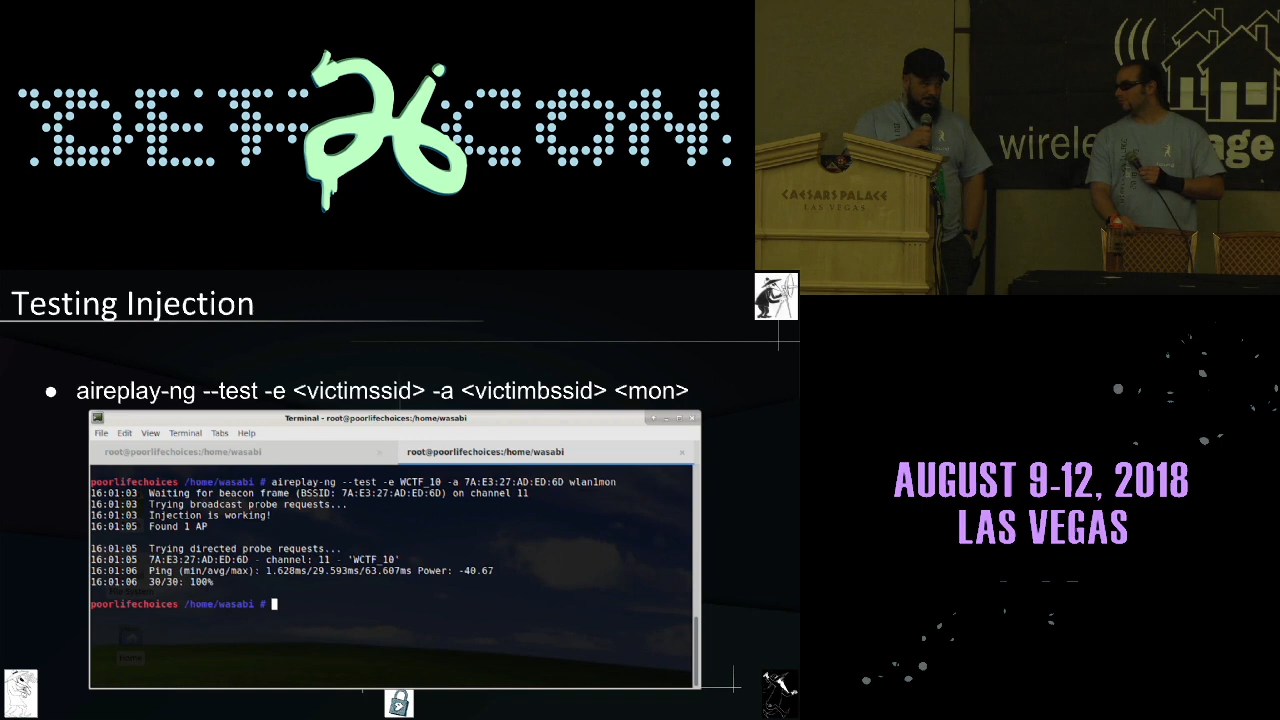 DEF 26 CON
CAESARS PALACE
LAS VEGAS
Testing Injection
● aireplay-ng --test -e <victimssid> -a <victimbssid> <mon>
Terminal - root@poorlifechoices:/home/wasabi
File Edit View Terminal Tabs Help
root@poorlifechoices:/home/wasabi
root@poorlifechoices:/home/wasabi
poorlifechoices /home/wasabi # aireplay-ng --test -e WCTF_10 -a 7A:E3:27:AD:ED:6D wlan1mon
16:01:03 Waiting for beacon frame (BSSID: 7A:E3:27:AD:ED:6D) on channel 11
16:01:03 Trying broadcast probe requests...
16:01:03 Injection is working!
16:01:05 Found 1 AP
16:01:05 Trying directed probe requests...
16:01:05 7A:E3:27:AD:ED:6D - channel: 11 - 'WCTF_10'
16:01:06 Ping (min/avg/max): 1.628ms/29.593ms/63.607ms Power: -40.67
16:01:06 30/30: 100%
File System
poorlifechoices /home/wasabi #
Home
AUGUST 9-12, 2018
LAS VEGAS